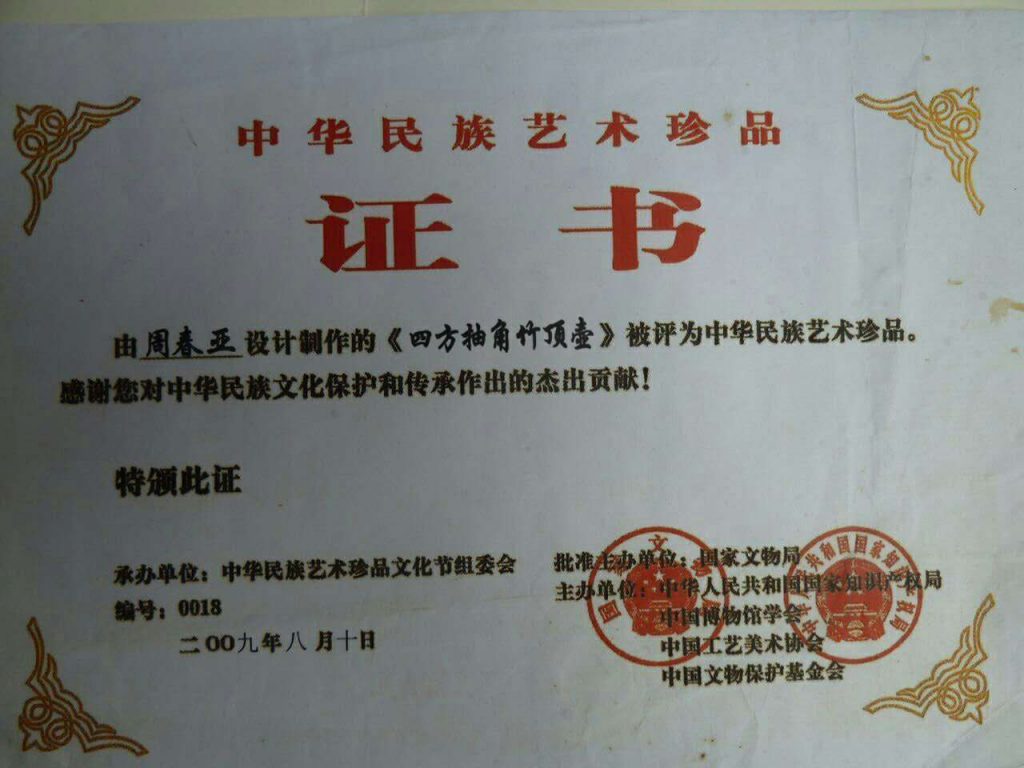 中华民族艺术珍品
证书
由周春亚设计制作的《四方抽角竹顶壶》被评为中华民族艺术珍品。
感谢您对中华民族文化保护和传承作出的杰出贡献！
特颁此证
承办单位：中华民族艺术珍品文化节组委会
编号：0018
二00九年八月十日
批准主办单位：国家文物局
主办单位：中华人民共和国国家知识产权局
中国博物馆学会
中国工艺美术协会
中国文物保护基金会